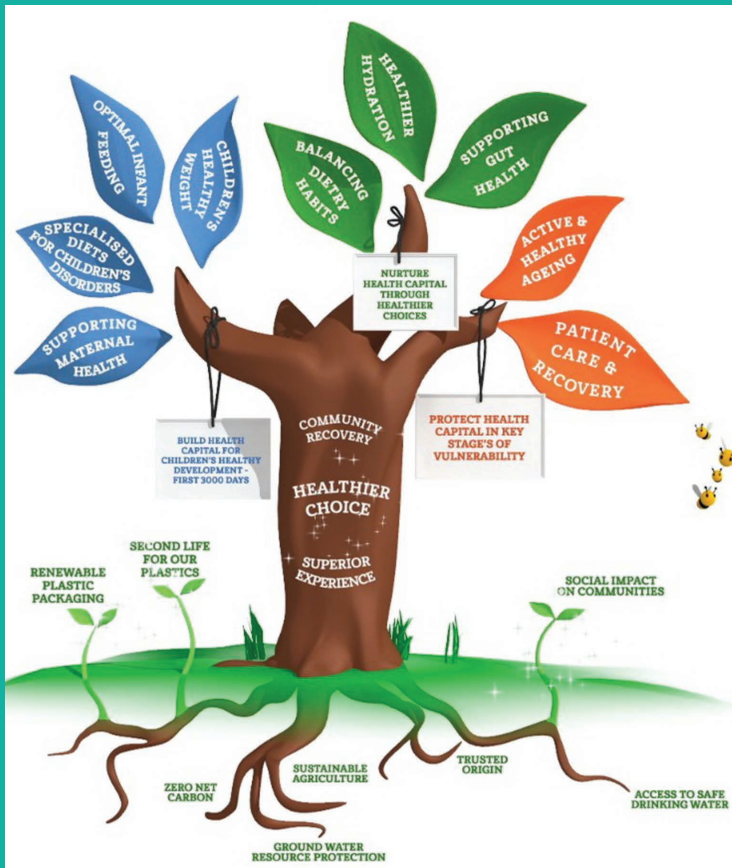 OPTIMAL INFANT
FEEDING
CHILDREN'S
HEALTHY
WEIGHT
SPECIALISED
DIETS
FOR CHILDREN'S
DISORDERS
SUPPORTING
MATERNAL
HEALTH
BALANCING
DIETRY
HABITS
HEALTHIER
HYDRATION
SUPPORTING
GUT
HEALTH
ACTIVE &
HEALTHY
AGEING
PATIENT
CARE &
RECOVERY
NURTURE
HEALTH CAPITAL
THROUGH
HEALTHIER
CHOICES
BUILD HEALTH
CAPITAL FOR
CHILDREN'S HEALTHY
DEVELOPMENT -
FIRST 3000 DAYS
PROTECT HEALTH
CAPITAL IN KEY
STAGE'S OF
VULNERABILITY
COMMUNITY
RECOVERY
HEALTHIER
CHOICE
SUPERIOR
EXPERIENCE
RENEWABLE
PLASTIC
PACKAGING
SECOND LIFE
FOR OUR
PLASTICS
SOCIAL IMPACT
ON COMMUNITIES
ZERO NET
CARBON
SUSTAINABLE
AGRICULTURE
GROUND WATER
RESOURCE PROTECTION
TRUSTED
ORIGIN
ACCESS TO SAFE
DRINKING WATER